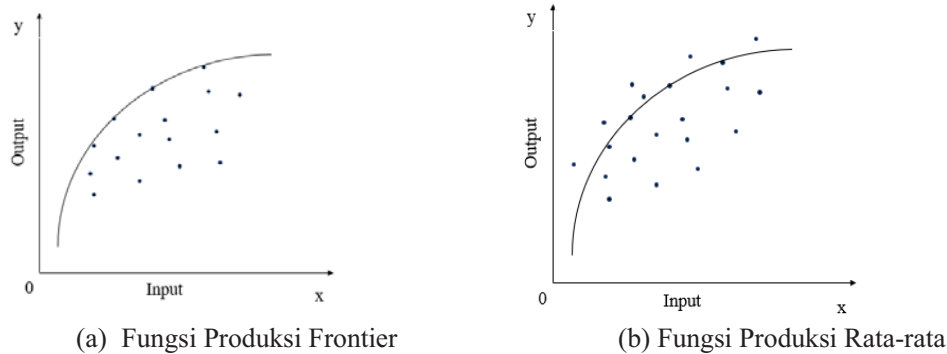 y
Output
0
Input
x
(a) Fungsi Produksi Frontier
y
Output
0
Input
x
(b) Fungsi Produksi Rata-rata